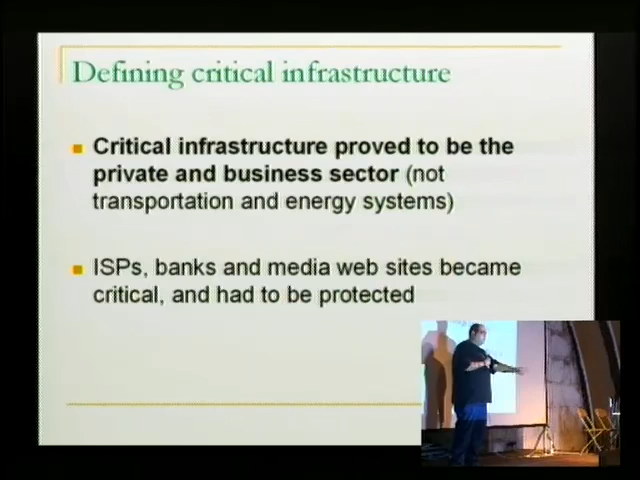 Defining critical infrastructure
Critical infrastructure proved to be the
private and business sector (not
transportation and energy systems)
ISPs, banks and media web sites became
critical, and had to be protected